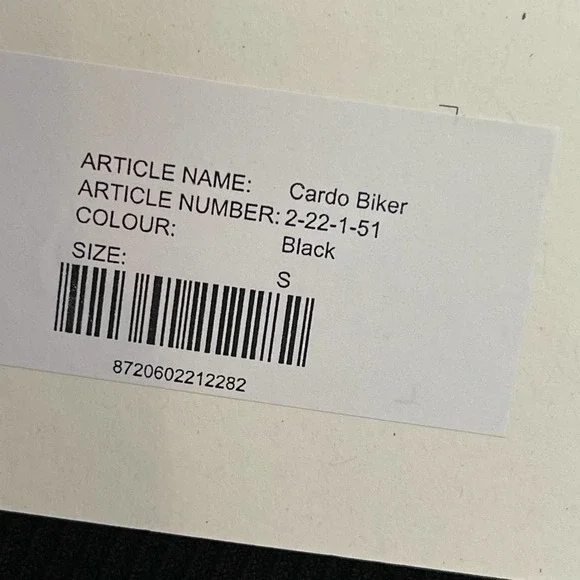 ARTICLE NAME: Cardo Biker
ARTICLE NUMBER: 2-22-1-51
COLOUR: Black
SIZE: S
8720602212282